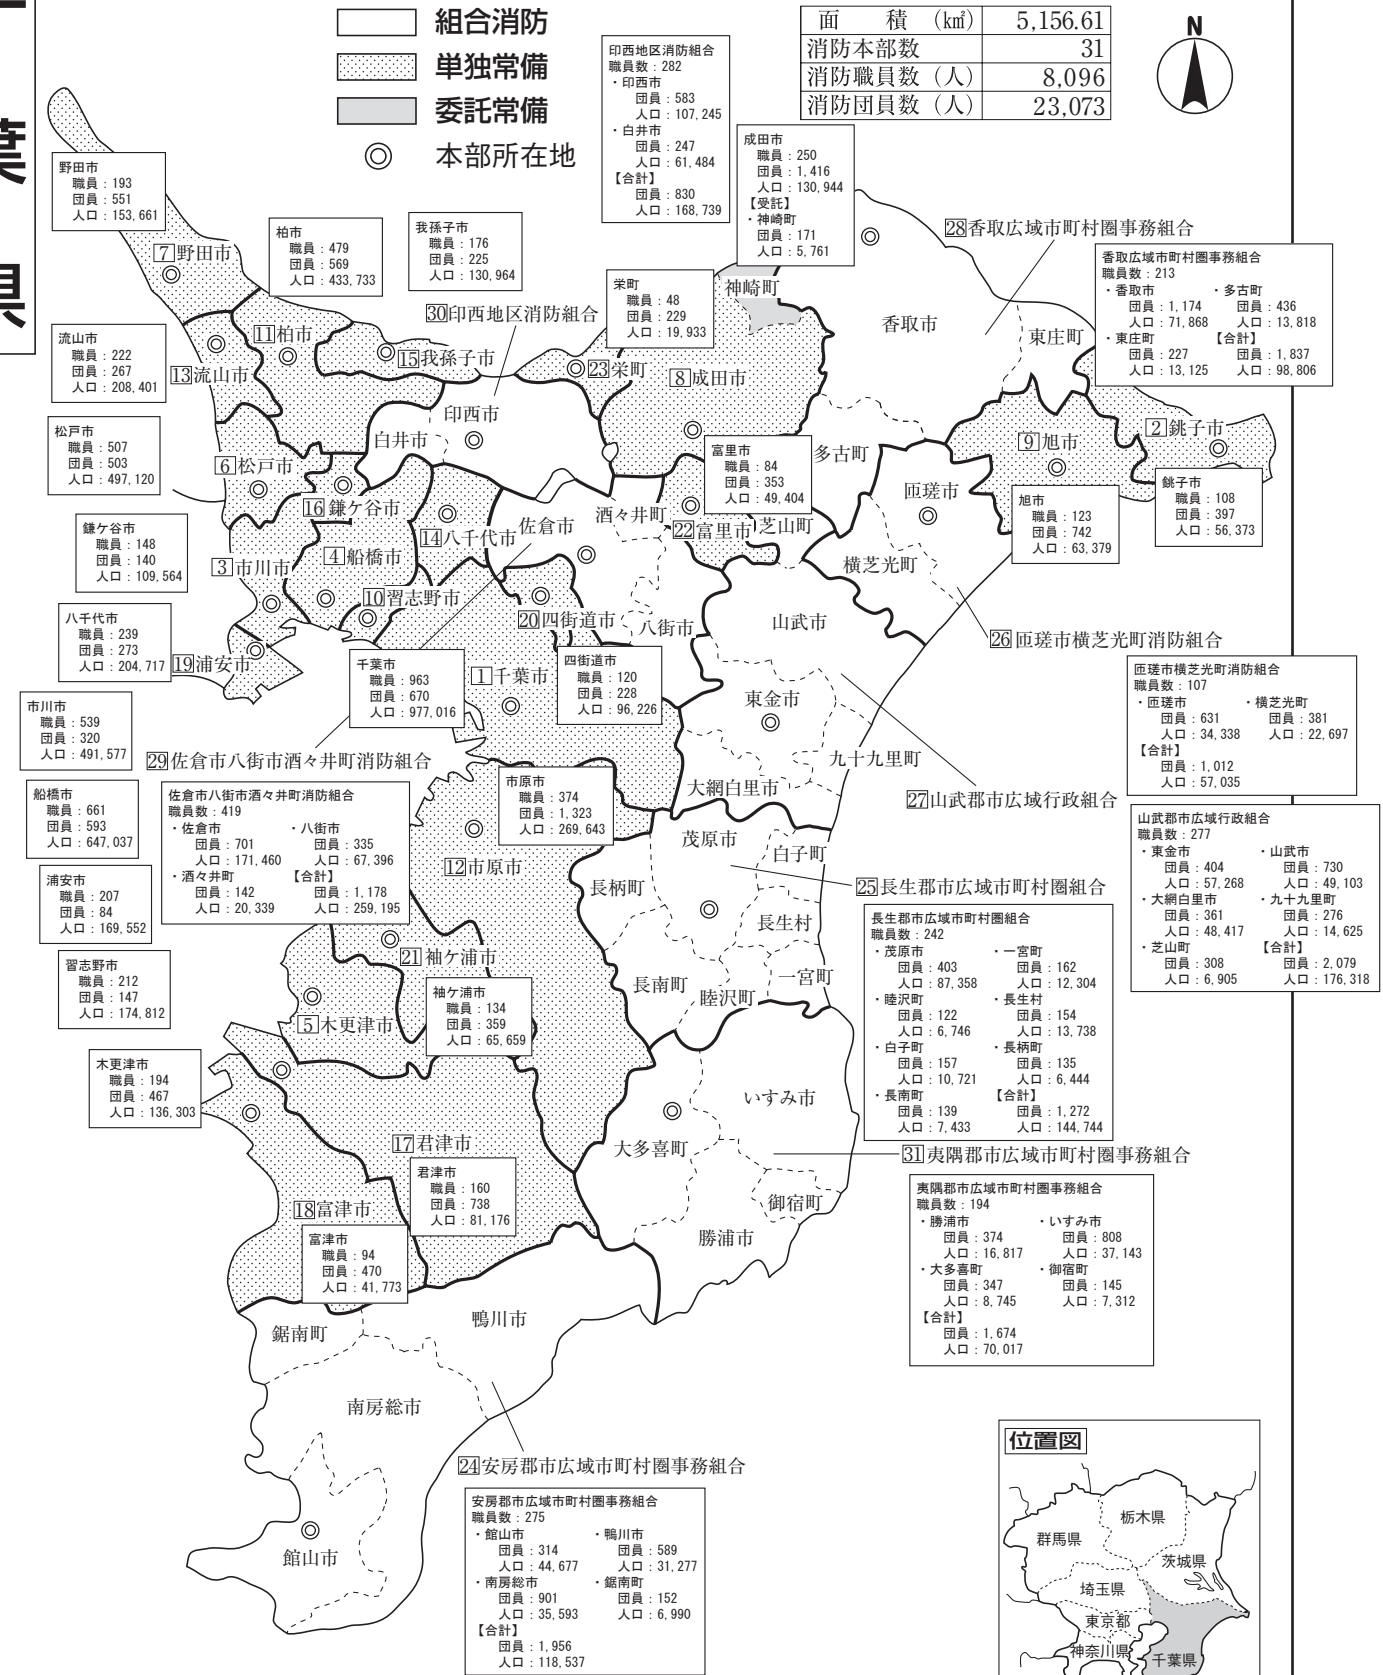 葉
県
組合消防
単独常備
委託常備
本部所在地
面　積　(㎢) 5,156.61
消防本部数 31
消防職員数（人） 8,096
消防団員数（人） 23,073
N
印西地区消防組合
職員数：282
・印西市
団員：583
人口：107,245
・白井市
団員：247
人口：61,484
【合計】
団員：830
人口：168,739
成田市
職員：250
団員：1,416
人口：130,944
【受託】
・神崎町
団員：171
人口：5,761
野田市
職員：193
団員：551
人口：153,661
柏市
職員：479
団員：569
人口：433,733
我孫子市
職員：176
団員：225
人口：130,964
栄町
職員：48
団員：229
人口：19,933
28香取広域市町村圏事務組合
香取広域市町村圏事務組合
職員数：213
・香取市 ・多古町
団員：1,174 団員：436
人口：71,868 人口：13,818
・東庄町 【合計】
団員：227 団員：1,837
人口：13,125 人口：98,806
7野田市
神崎町
香取市
東庄町
30印西地区消防組合
11柏市
15我孫子市
13流山市
23栄町
8成田市
流山市
職員：222
団員：267
人口：208,401
印西市
白井市
松戸市
職員：507
団員：503
人口：497,120
6松戸市
富里市
職員：84
団員：353
人口：49,404
多古町
9旭市
2銚子市
匝瑳市
銚子市
職員：108
団員：397
人口：56,373
旭市
職員：123
団員：742
人口：63,379
16鎌ケ谷市
14八千代市
佐倉市
酒々井町
22富里市
芝山町
横芝光町
鎌ケ谷市
職員：148
団員：140
人口：109,564
3市川市
4船橋市
10習志野市
20四街道市
八街市
山武市
26匝瑳市横芝光町消防組合
八千代市
職員：239
団員：273
人口：204,717
19浦安市
千葉市
職員：963
団員：670
人口：977,016
1千葉市
四街道市
職員：120
団員：228
人口：96,226
東金市
匝瑳市横芝光町消防組合
職員数：107
・匝瑳市 ・横芝光町
団員：631 団員：381
人口：34,338 人口：22,697
【合計】
団員：1,012
人口：57,035
市川市
職員：539
団員：320
人口：491,577
29佐倉市八街市酒々井町消防組合
九十九里町
大網白里市
27山武郡市広域行政組合
船橋市
職員：661
団員：593
人口：647,037
佐倉市八街市酒々井町消防組合
職員数：419
・佐倉市 ・八街市
団員：701 団員：335
人口：171,460 人口：67,396
・酒々井町 【合計】
団員：142 団員：1,178
人口：20,339 人口：259,195
市原市
職員：374
団員：1,323
人口：269,643
山武郡市広域行政組合
職員数：277
・東金市 ・山武市
団員：404 団員：730
人口：57,268 人口：49,103
・大網白里市 ・九十九里町
団員：361 団員：276
人口：48,417 人口：14,625
・芝山町 【合計】
団員：308 団員：2,079
人口：6,905 人口：176,318
茂原市
白子町
12市原市
長柄町
25長生郡市広域市町村圏組合
浦安市
職員：207
団員：84
人口：169,552
長生村
長生郡市広域市町村圏組合
職員数：242
・茂原市 ・一宮町
団員：403 団員：162
人口：87,358 人口：12,304
・睦沢町 ・長生村
団員：122 団員：154
人口：6,746 人口：13,738
・白子町 ・長柄町
団員：157 団員：135
人口：10,721 人口：6,444
・長南町 【合計】
団員：139 団員：1,272
人口：7,433 人口：144,744
習志野市
職員：212
団員：147
人口：174,812
21袖ケ浦市
長南町
睦沢町
一宮町
袖ケ浦市
職員：134
団員：359
人口：65,659
5木更津市
木更津市
職員：194
団員：467
人口：136,303
いすみ市
大多喜町
17君津市
31夷隅郡市広域市町村圏事務組合
君津市
職員：160
団員：738
人口：81,176
夷隅郡市広域市町村圏事務組合
職員数：194
・勝浦市 ・いすみ市
団員：374 団員：808
人口：16,817 人口：37,143
・大多喜町 ・御宿町
団員：347 団員：145
人口：8,745 人口：7,312
【合計】
団員：1,674
人口：70,017
18富津市
御宿町
勝浦市
富津市
職員：94
団員：470
人口：41,773
鋸南町
鴨川市
南房総市
24安房郡市広域市町村圏事務組合
安房郡市広域市町村圏事務組合
職員数：275
・館山市 ・鴨川市
団員：314 団員：589
人口：44,677 人口：31,277
・南房総市 ・鋸南町
団員：901 団員：152
人口：35,593 人口：6,990
【合計】
団員：1,956
人口：118,537
館山市
位置図
群馬県
栃木県
茨城県
埼玉県
東京都
神奈川県
千葉県